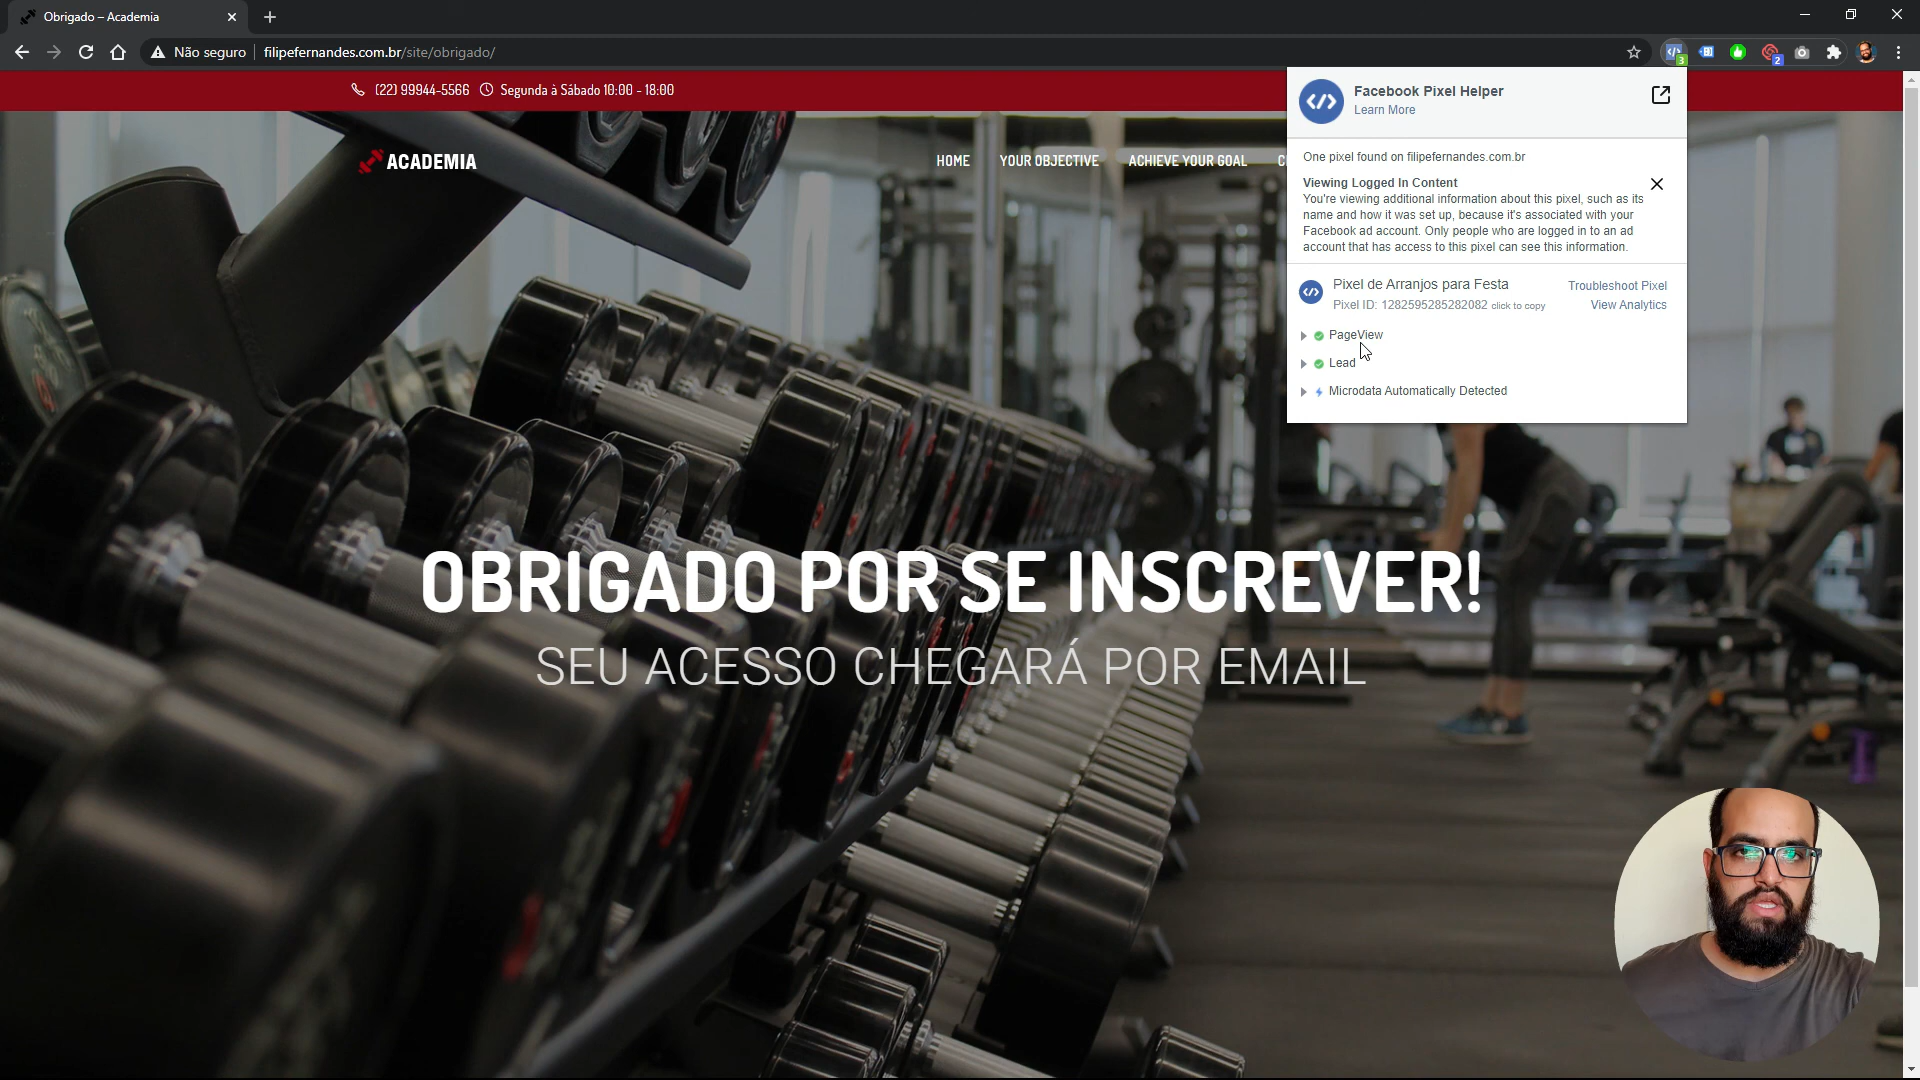 Obrigado – Academia
Não seguro
filipefernandes.com.br/site/obrigado/
3
2
(22) 99944-5566
Segunda à Sábado 10:00 - 18:00
ACADEMIA
HOME
YOUR OBJECTIVE
ACHIEVE YOUR GOAL
Facebook Pixel Helper
Learn More
One pixel found on filipefernandes.com.br
Viewing Logged In Content
You're viewing additional information about this pixel, such as its
name and how it was set up, because it's associated with your
Facebook ad account. Only people who are logged in to an ad
account that has access to this pixel can see this information.
Pixel de Arranjos para Festa
Troubleshoot Pixel
Pixel ID: 1282595285282082 click to copy
View Analytics
PageView
Lead
Microdata Automatically Detected
OBRIGADO POR SE INSCREVER!
SEU ACESSO CHEGARÁ POR EMAIL